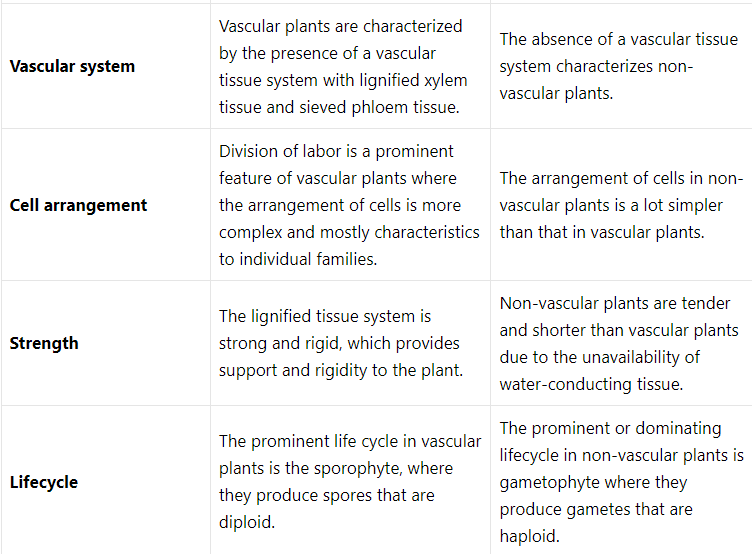 Vascular system
Vascular plants are characterized
by the presence of a vascular
tissue system with lignified xylem
tissue and sieved phloem tissue.
The absence of a vascular tissue
system characterizes non-
vascular plants.
Cell arrangement
Division of labor is a prominent
feature of vascular plants where
the arrangement of cells is more
complex and mostly characteristics
to individual families.
The arrangement of cells in non-
vascular plants is a lot simpler
than that in vascular plants.
Strength
The lignified tissue system is
strong and rigid, which provides
support and rigidity to the plant.
Non-vascular plants are tender
and shorter than vascular plants
due to the unavailability of
water-conducting tissue.
Lifecycle
The prominent life cycle in vascular
plants is the sporophyte, where
they produce spores that are
diploid.
The prominent or dominating
lifecycle in non-vascular plants is
gametophyte where they
produce gametes that are
haploid.